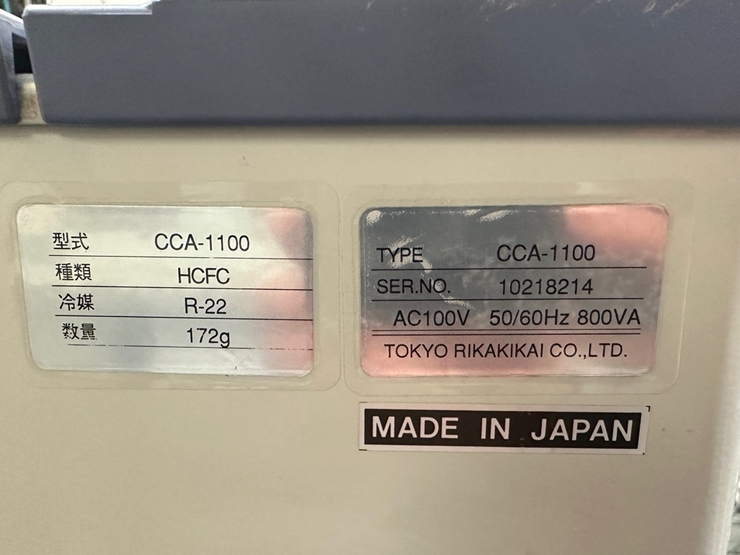 型式 CCA-1100
種類 HCFC
冷媒 R-22
数量 172g
TYPE CCA-1100
SER.NO. 10218214
AC100V 50/60Hz 800VA
TOKYO RIKAKIKAI CO.,LTD.
MADE IN JAPAN